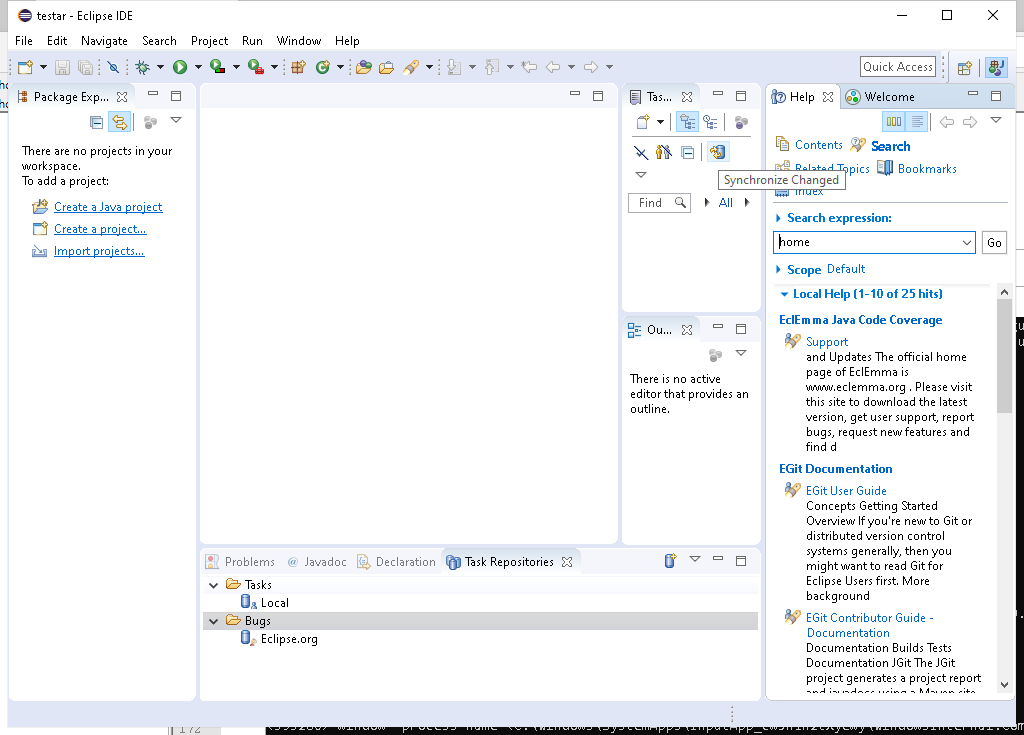 testar - Eclipse IDE
File Edit Navigate Search Project Run Window Help
Quick Access
Package Exp...
There are no projects in your
workspace.
To add a project:
Create a Java project
Create a project...
Import projects...
Tas...
Synchronize Changed
Find
All
Ou...
There is no active
editor that provides an
outline.
Help
Welcome
Contents
Search
Related Topics
Bookmarks
Index
Search expression:
home
Go
Scope Default
Local Help (1-10 of 25 hits)
EclEmma Java Code Coverage
Support
and Updates The official home
page of EclEmma is
www.eclemma.org . Please visit
this site to download the latest
version, get user support, report
bugs, request new features and
find d
EGit Documentation
EGit User Guide
Concepts Getting Started
Overview If you're new to Git or
distributed version control
systems generally, then you
might want to read Git for
Eclipse Users first. More
background
EGit Contributor Guide -
Documentation
Documentation Builds Tests
Documentation JGit The JGit
project generates a project report
and javadocs using a Maven site
Problems @ Javadoc Declaration Task Repositories
Tasks
Local
Bugs
Eclipse.org
172